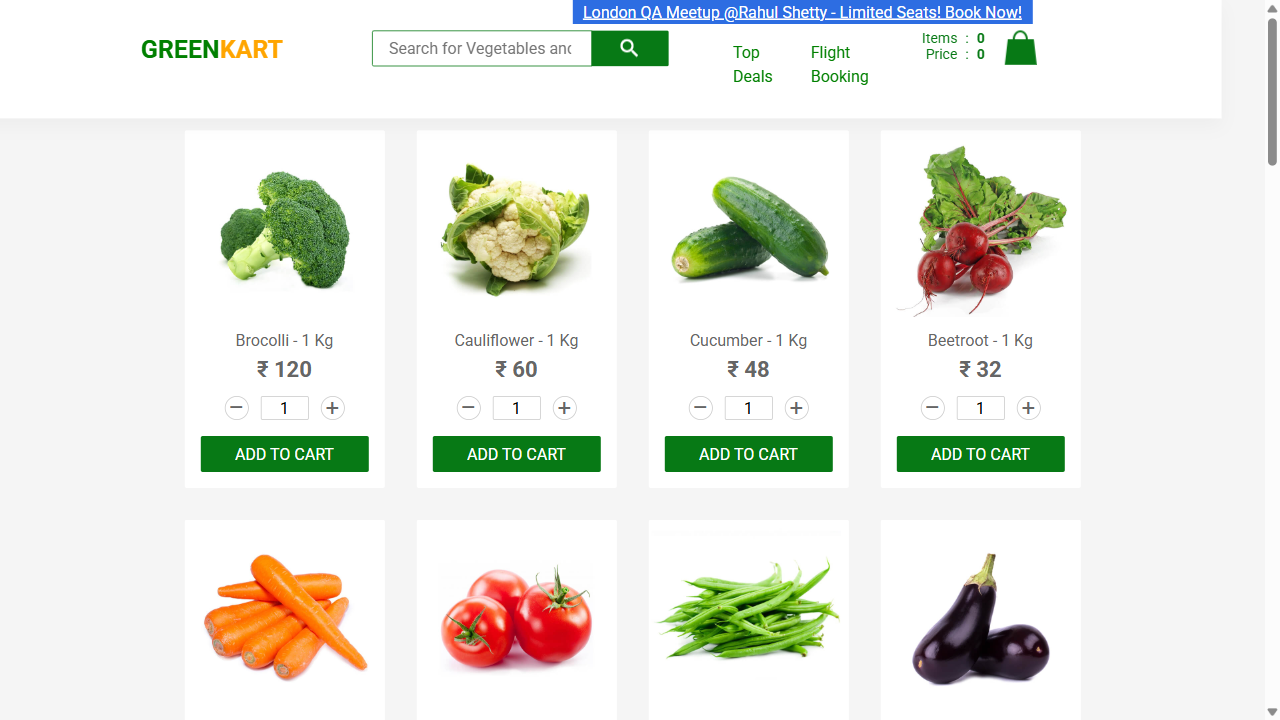 London QA Meetup @Rahul Shetty - Limited Seats! Book Now!
GREENKART
Search for Vegetables and
Top Deals
Flight Booking
Items : 0
Price : 0
Brocolli - 1 Kg
₹ 120
− 1 +
ADD TO CART
Cauliflower - 1 Kg
₹ 60
− 1 +
ADD TO CART
Cucumber - 1 Kg
₹ 48
− 1 +
ADD TO CART
Beetroot - 1 Kg
₹ 32
− 1 +
ADD TO CART